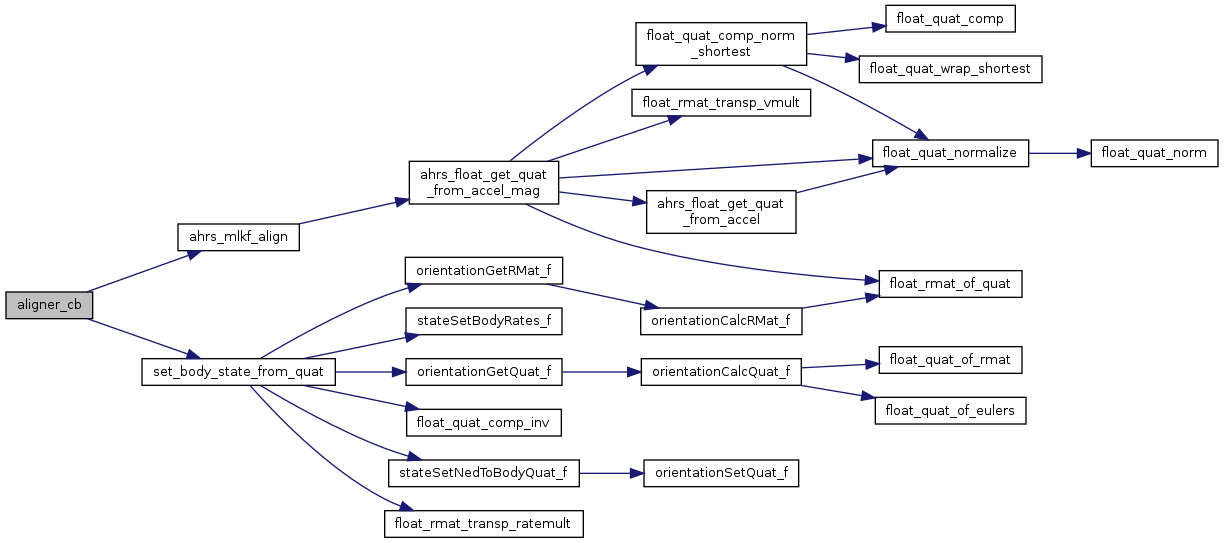 aligner_cb
ahrs_mlkf_align
set_body_state_from_quat
ahrs_float_get_quat
_from_accel_mag
orientationGetRMat_f
stateSetBodyRates_f
orientationGetQuat_f
float_quat_comp_inv
stateSetNedToBodyQuat_f
float_rmat_transp_ratemult
float_quat_comp_norm
_shortest
float_rmat_transp_vmult
ahrs_float_get_quat
_from_accel
orientationCalcRMat_f
orientationCalcQuat_f
orientationSetQuat_f
float_quat_comp
float_quat_wrap_shortest
float_quat_normalize
float_rmat_of_quat
float_quat_of_rmat
float_quat_of_eulers
float_quat_norm